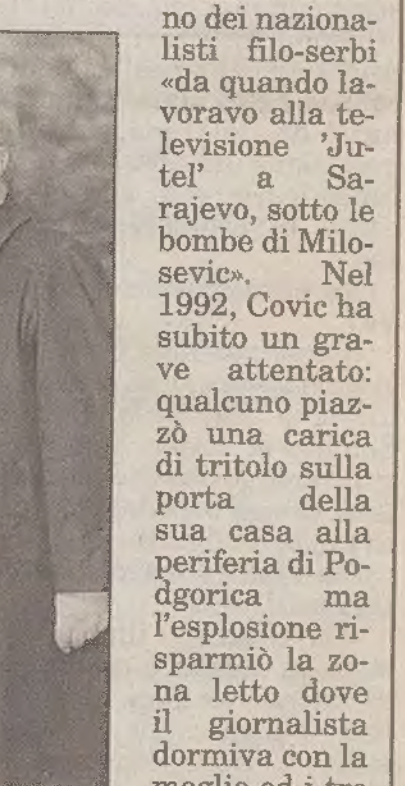 no dei naziona-
listi filo-serbi
«da quando la-
voravo alla te-
levisione 'Ju-
tel' a Sa-
rajevo, sotto le
bombe di Milo-
sevic». Nel
1992, Covic ha
subito un gra-
ve attentato:
qualcuno piaz-
zò una carica
di tritolo sulla
porta della
sua casa alla
periferia di Po-
dgorica ma
l'esplosione ri-
sparmiò la zo-
na letto dove
il giornalista
dormiva con la
moglie ed i tre